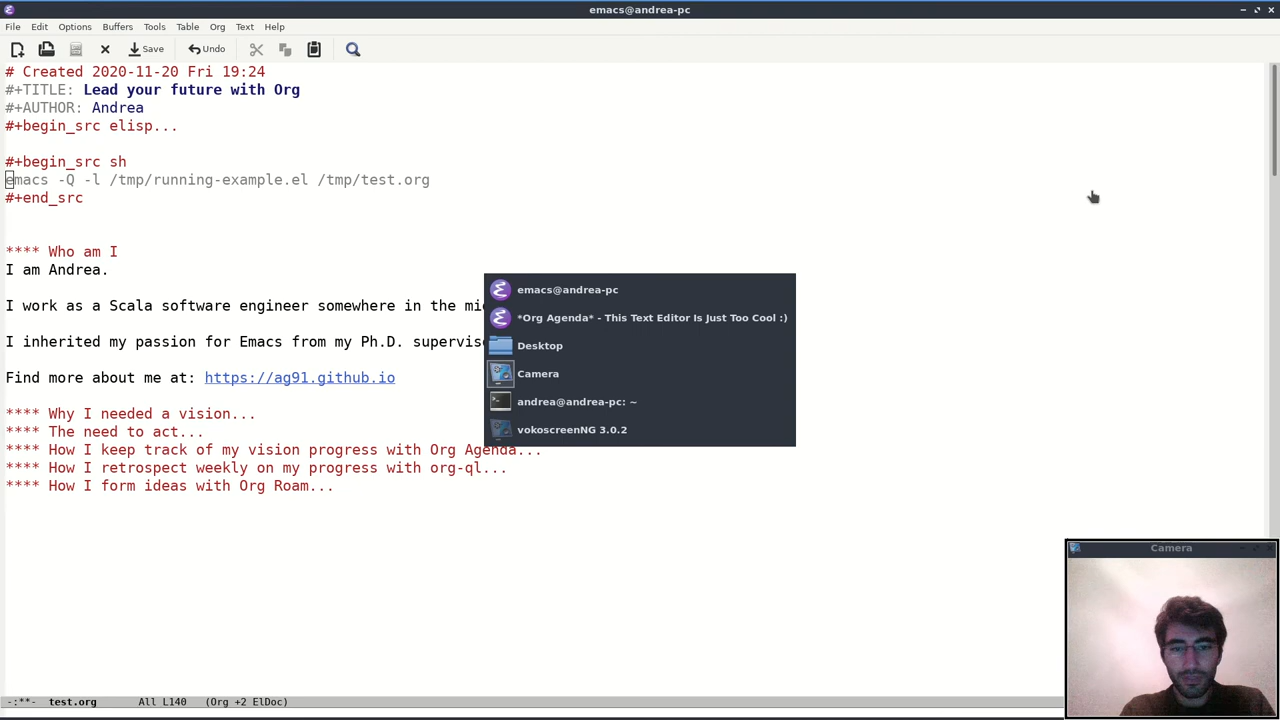 emacs@andrea-pc
File Edit Options Buffers Tools Table Org Text Help
Save Undo
# Created 2020-11-20 Fri 19:24
#+TITLE: Lead your future with Org
#+AUTHOR: Andrea
#+begin_src elisp...
#+begin_src sh
emacs -Q -l /tmp/running-example.el /tmp/test.org
#+end_src
**** Who am I
I am Andrea.
I work as a Scala software engineer somewhere in the
I inherited my passion for Emacs from my Ph.D.
Find more about me at: https://ag91.github.io
**** Why I needed a vision...
**** The need to act...
**** How I keep track of my vision progress with Org Agenda...
**** How I retrospect weekly on my progress with org-ql...
**** How I form ideas with Org Roam...
emacs@andrea-pc
*Org Agenda* - This Text Editor Is Just Too Cool :)
Desktop
Camera
andrea@andrea-pc: ~
vokoscreenNG 3.0.2
Camera
-:**- test.org All L140 (Org +2 ElDoc)